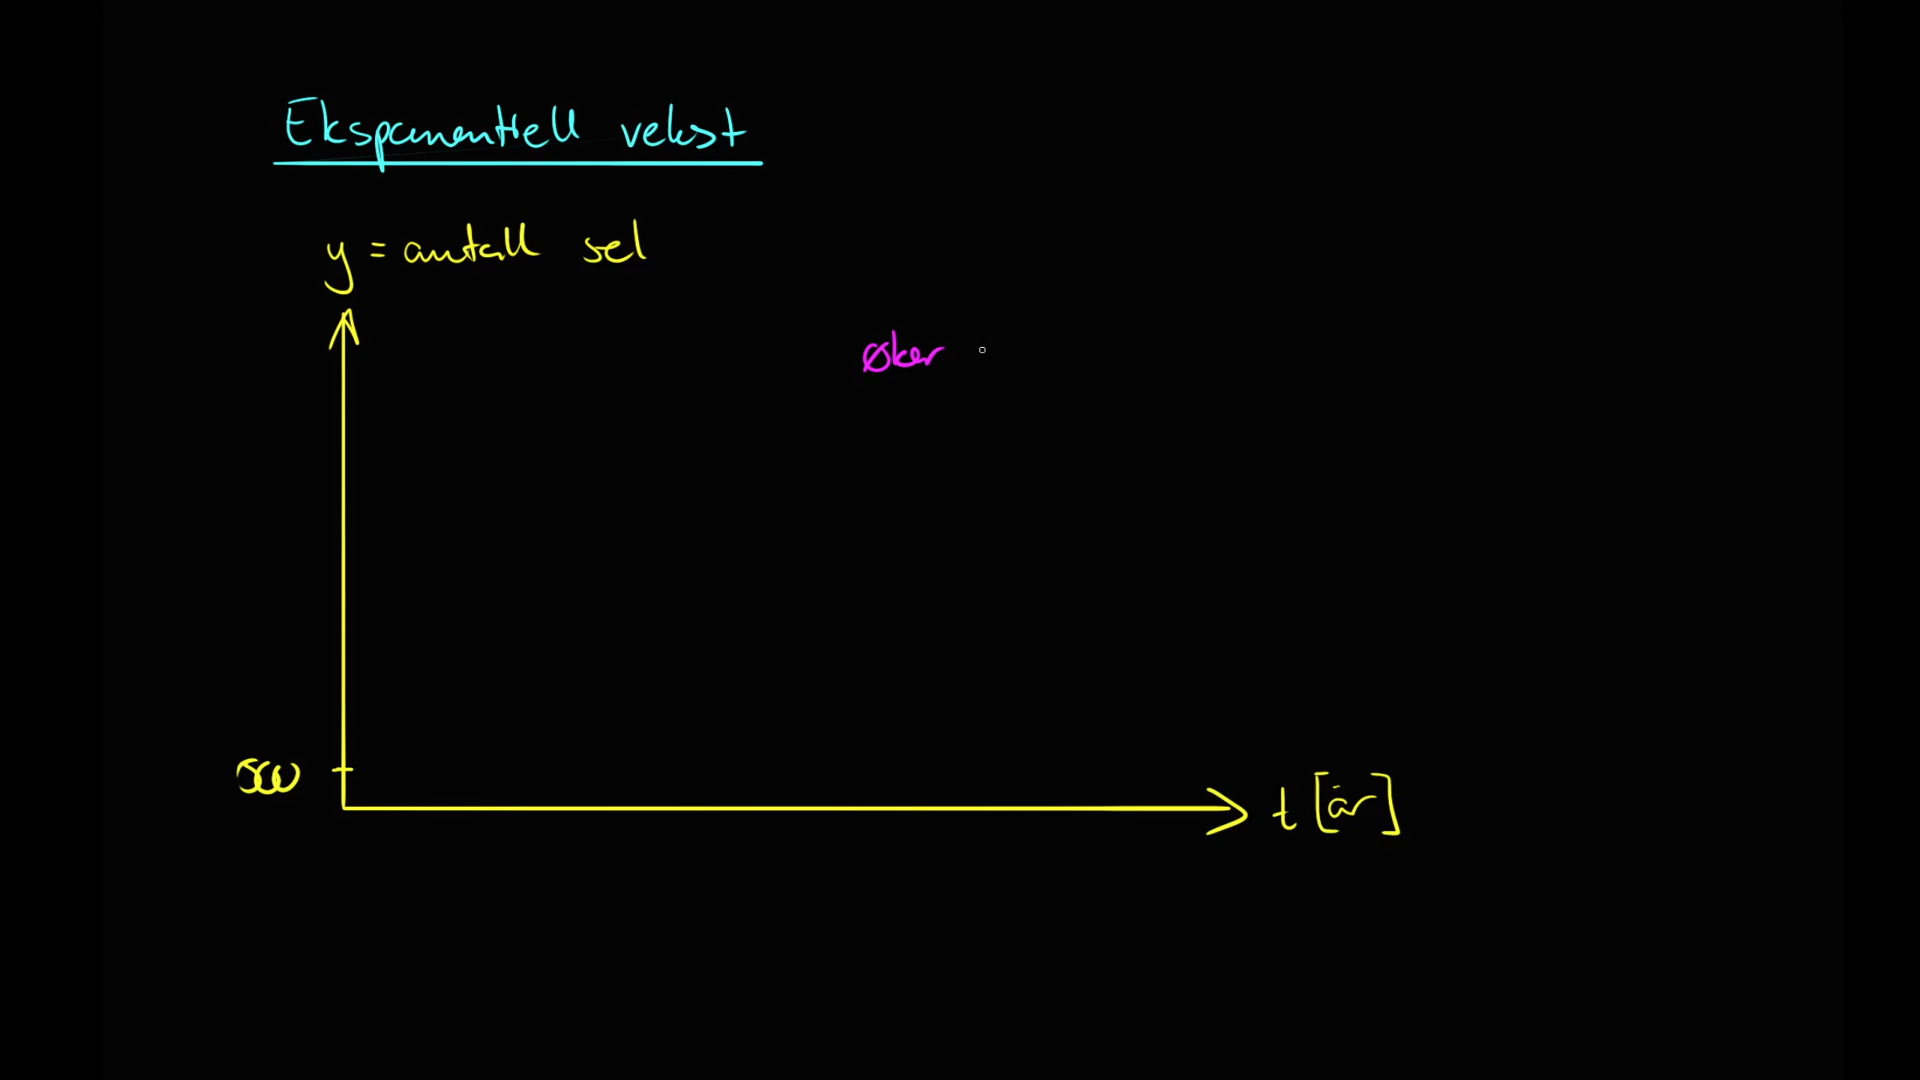 Eksponentiell vekst
y = antall sel
øker
500
t [år]